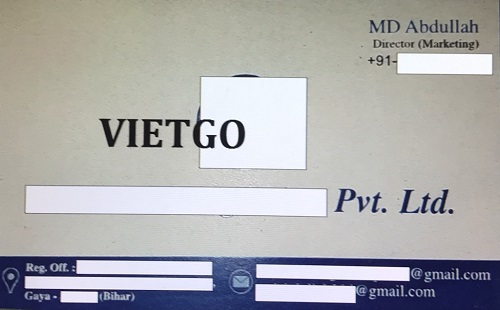 MD Abdullah
Director (Marketing)
+91-
VIETGO
Pvt. Ltd.
Reg. Off. :
@gmail.com
@gmail.com
Gaya - (Bihar)